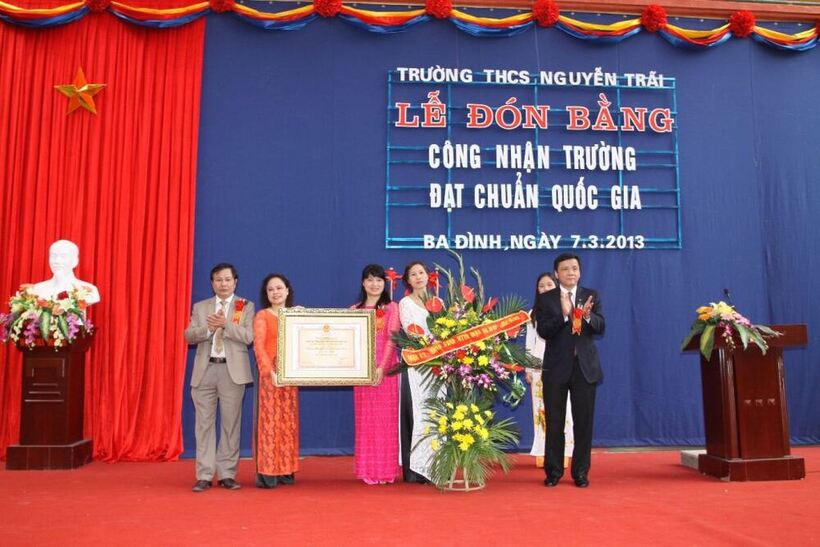 TRƯỜNG THCS NGUYỄN TRÃI
LỄ ĐÓN BẰNG
CÔNG NHẬN TRƯỜNG
ĐẠT CHUẨN QUỐC GIA
BA ĐÌNH, NGÀY 7.3.2013